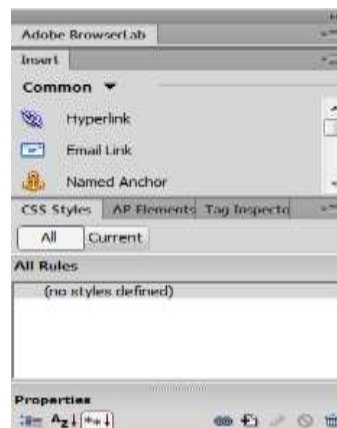 Adobe BrowserLab
Insert
Common
Hyperlink
Email Link
Named Anchor
CSS Styles AP Elements Tag Inspecto
All Current
All Rules
(no styles defined)
Properties
Az